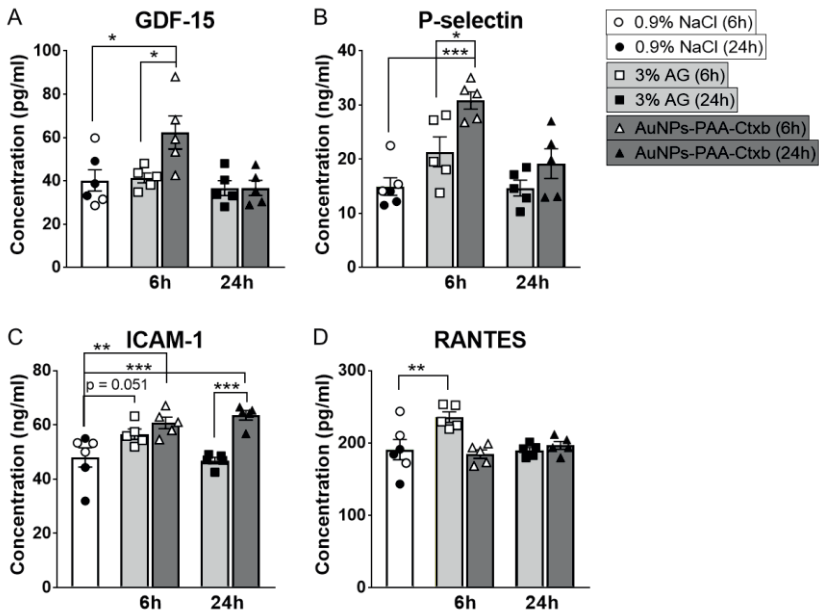 A
GDF-15
Concentration (pg/ml)
100
80
60
40
20
0
*
*
6h
24h
B
P-selectin
Concentration (ng/ml)
40
30
20
10
0
*
***
6h
24h
0.9% NaCl (6h)
0.9% NaCl (24h)
3% AG (6h)
3% AG (24h)
AuNPs-PAA-Ctxb (6h)
AuNPs-PAA-Ctxb (24h)
C
ICAM-1
Concentration (ng/ml)
80
60
40
20
0
**
***
p = 0.051
***
6h
24h
D
RANTES
Concentration (pg/ml)
300
200
100
0
**
6h
24h